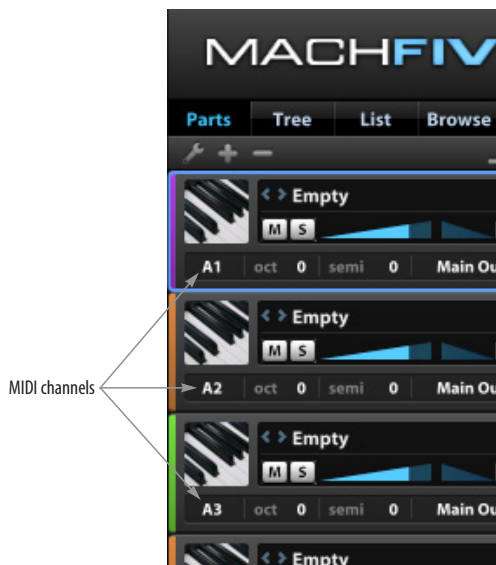 MACHFIV
Parts Tree List Browse
< > Empty
M S
A1 oct 0 semi 0 Main Ou
< > Empty
M S
MIDI channels
A2 oct 0 semi 0 Main Ou
< > Empty
M S
A3 oct 0 semi 0 Main Ou
< > Empty